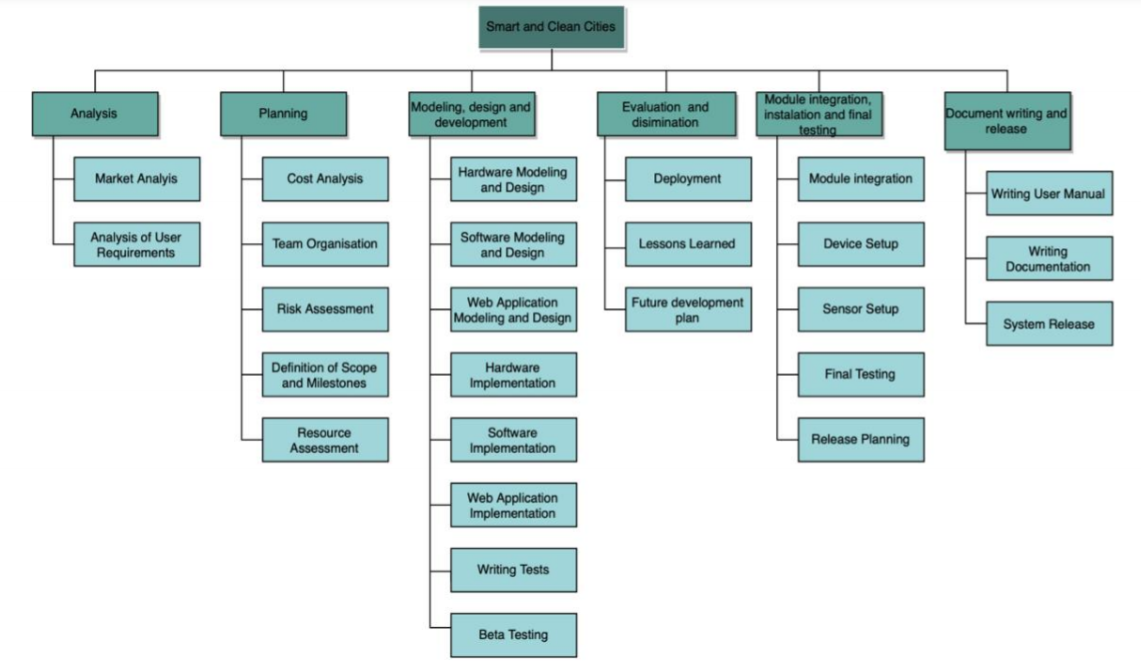 Smart and Clean Cities
Analysis
Market Analyis
Analysis of User
Requirements
Planning
Cost Analysis
Team Organisation
Risk Assessment
Definition of Scope
and Milestones
Resource
Assessment
Modeling, design and
development
Hardware Modeling
and Design
Software Modeling
and Design
Web Application
Modeling and Design
Hardware
Implementation
Software
Implementation
Web Application
Implementation
Writing Tests
Beta Testing
Evaluation and
disimination
Deployment
Lessons Learned
Future development
plan
Module integration,
instalation and final
testing
Module integration
Device Setup
Sensor Setup
Final Testing
Release Planning
Document writing and
release
Writing User Manual
Writing
Documentation
System Release